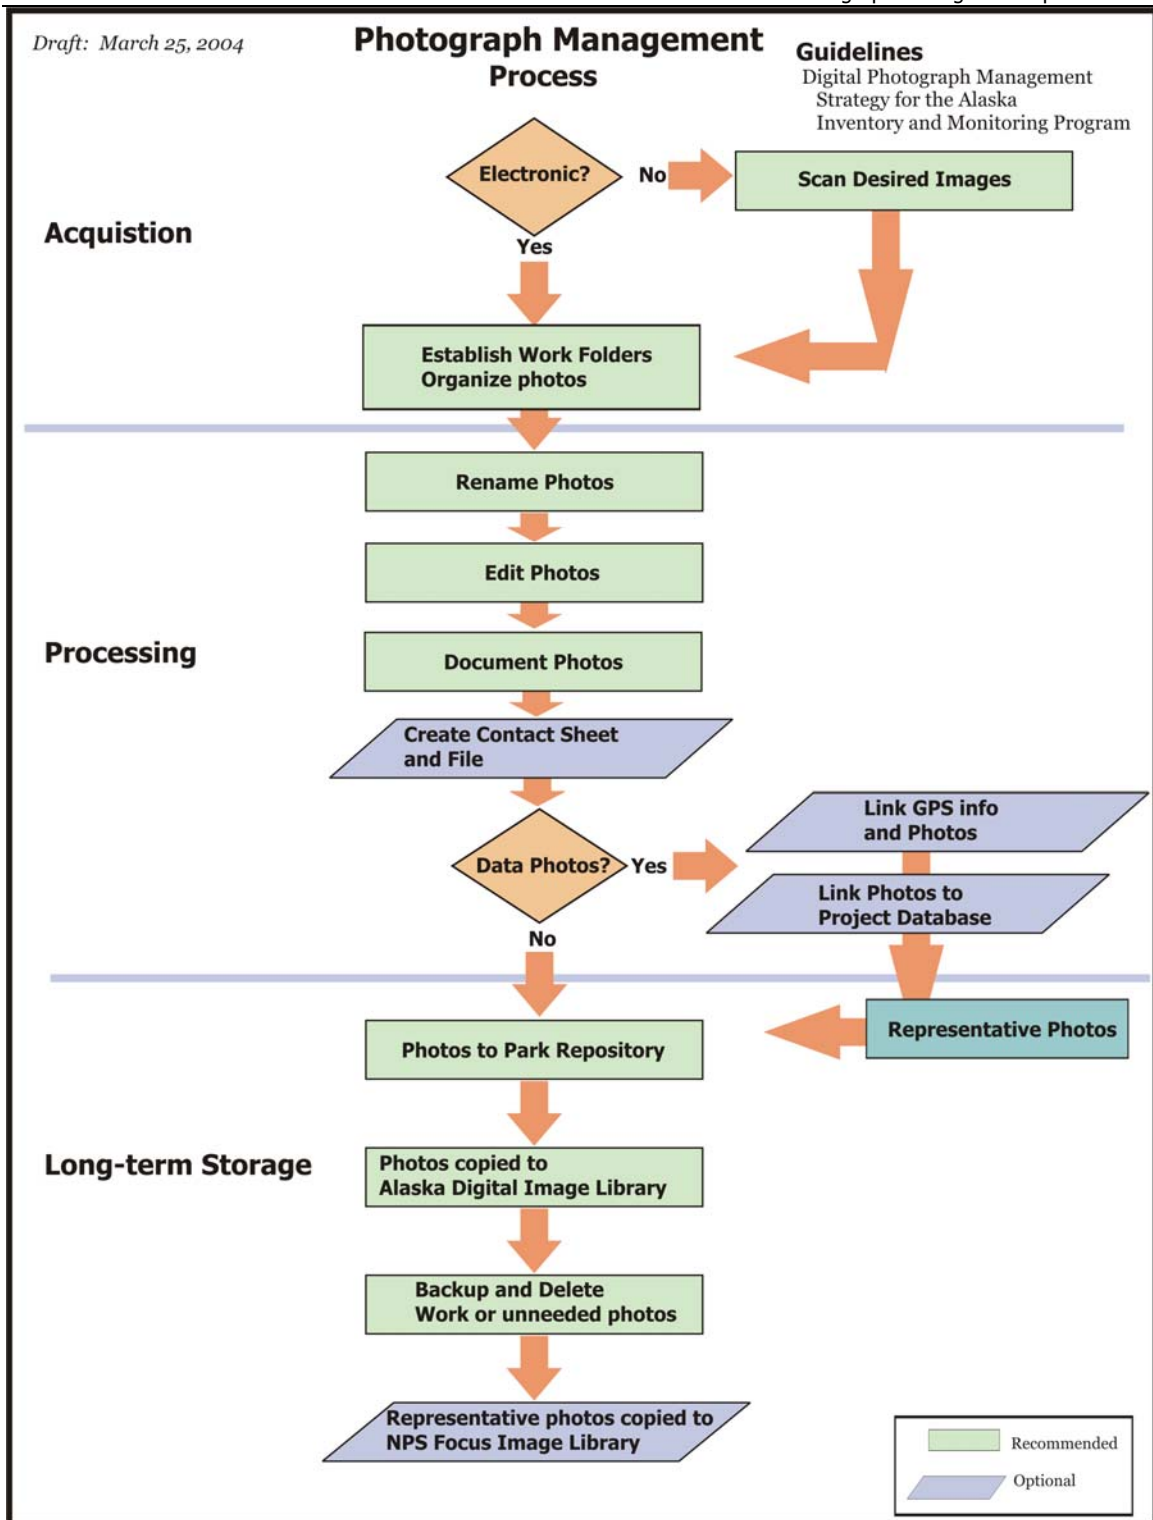 Draft: March 25, 2004
Photograph Management
Process
Guidelines
Digital Photograph Management
Strategy for the Alaska
Inventory and Monitoring Program
Electronic?
No
Scan Desired Images
Acquistion
Yes
Establish Work Folders
Organize photos
Rename Photos
Edit Photos
Processing
Document Photos
Create Contact Sheet
and File
Link GPS info
and Photos
Data Photos?
Yes
Link Photos to
Project Database
No
Representative Photos
Photos to Park Repository
Long-term Storage
Photos copied to
Alaska Digital Image Library
Backup and Delete
Work or unneeded photos
Representative photos copied to
NPS Focus Image Library
Recommended
Optional